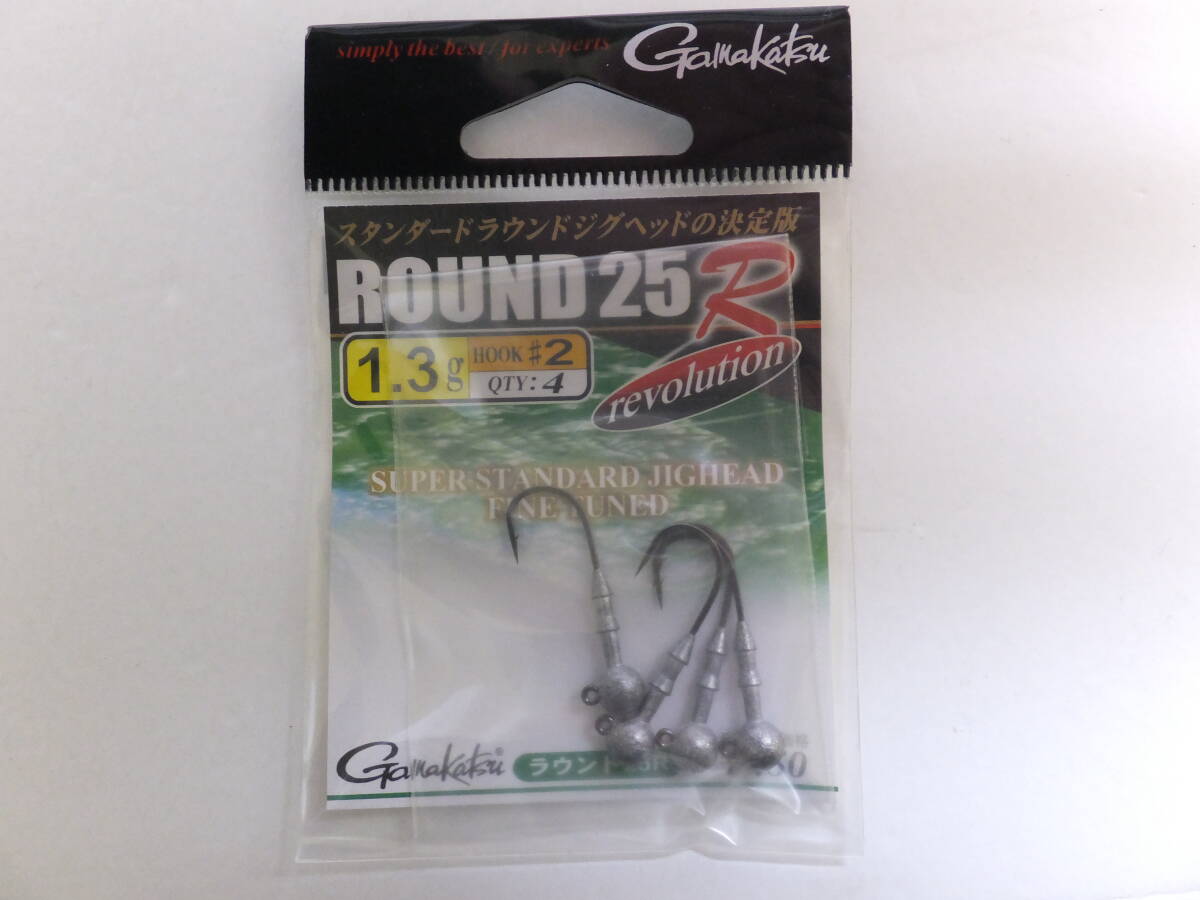 simply the best / for experts
Gamakatsu
スタンダードラウンドジグヘッドの決定版
ROUND 25 R
revolution
1.3g HOOK #2
QTY:4
SUPER STANDARD JIGHEAD
FINE TUNED
Gamakatsu® ラウンド